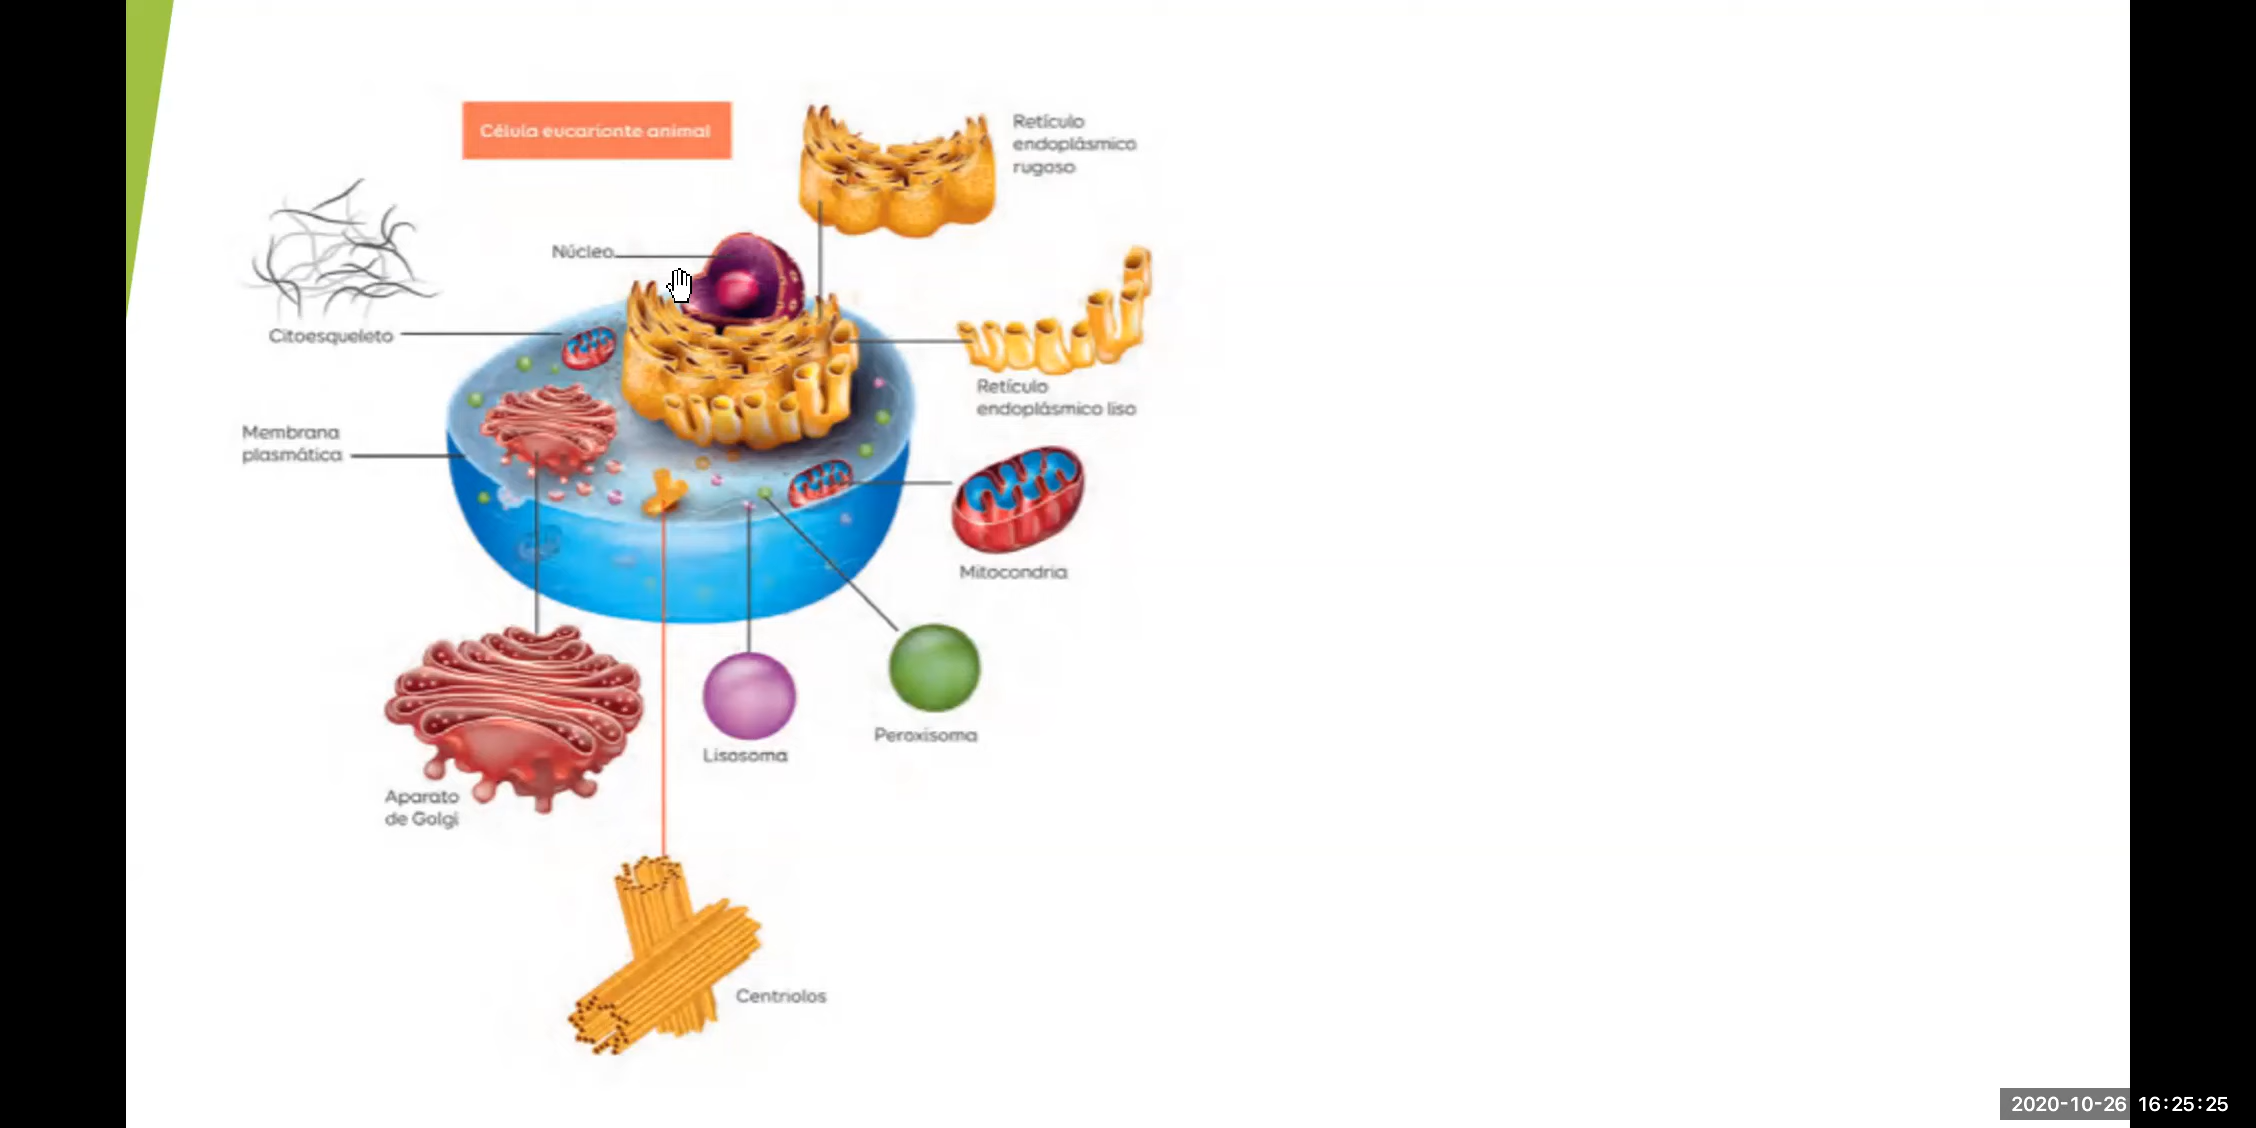 Célula eucarionte animal
Retículo
endoplásmico
rugoso
Núcleo
Citoesqueleto
Retículo
endoplásmico liso
Membrana
plasmática
Mitocondria
Peroxisoma
Lisosoma
Aparato
de Golgi
Centriolos
2020-10-26 16:25:25